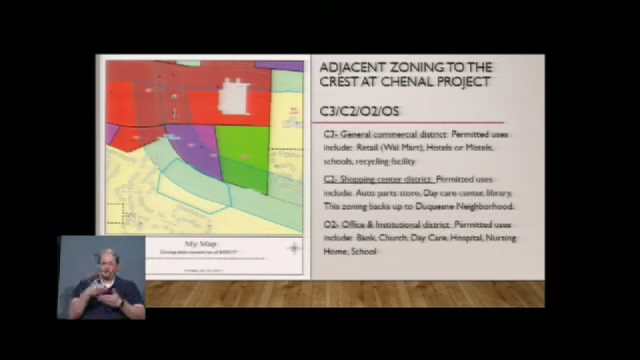 ADJACENT ZONING TO THE
CREST AT CHENAL PROJECT
C3/C2/O2/OS
C3- General commercial district: Permitted uses
include: Retail (Wal Mart), Hotels or Motels,
schools, recycling facility
C2- Shopping center district: Permitted uses
include: Auto parts store, Day care center, library,
This zoning backs up to Duquesne Neighborhood.
O2- Office & Institutional district: Permitted uses
include: Bank, Church, Day Care, Hospital, Nursing
Home, School
My Map